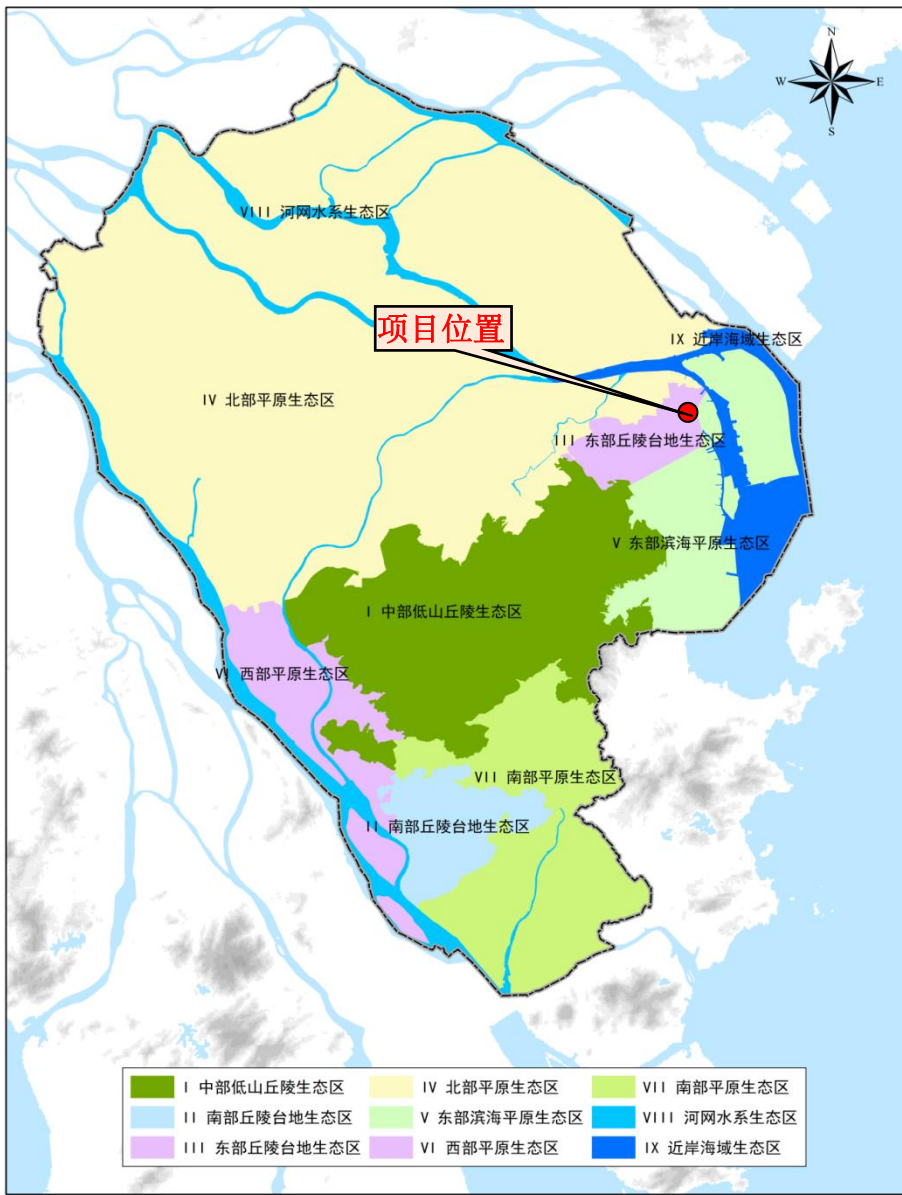 N
W E
S
VIII 河网水系生态区
项目位置
IX 近岸海域生态区
IV 北部平原生态区
III 东部丘陵台地生态区
V 东部滨海平原生态区
I 中部低山丘陵生态区
VI 西部平原生态区
VII 南部平原生态区
II 南部丘陵台地生态区
I 中部低山丘陵生态区 IV 北部平原生态区 VII 南部平原生态区
II 南部丘陵台地生态区 V 东部滨海平原生态区 VIII 河网水系生态区
III 东部丘陵台地生态区 VI 西部平原生态区 IX 近岸海域生态区